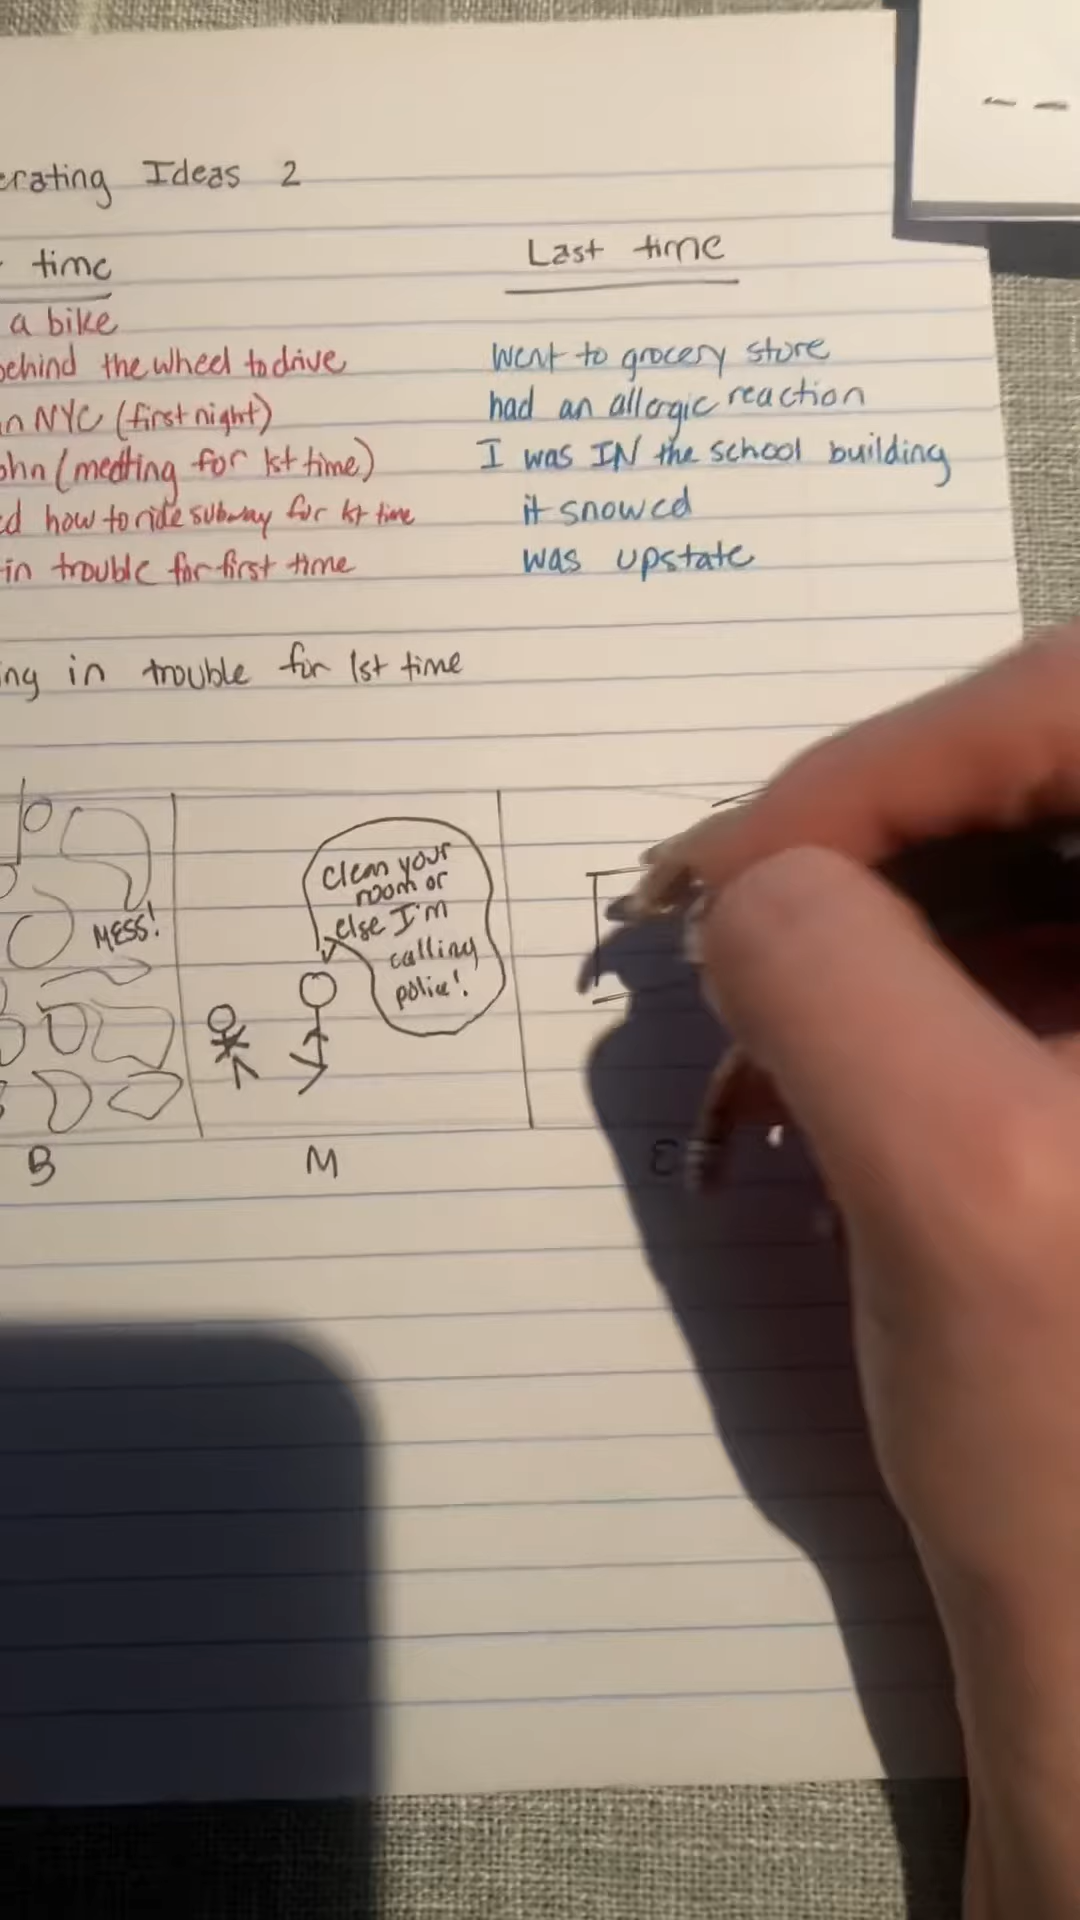 erating Ideas 2
time
Last time
a bike
behind the wheel to drive
went to grocery store
in NYC (first night)
had an allergic reaction
ohn (meeting for 1st time)
I was IN the school building
ed how to ride subway for 1st time
it snowed
in trouble for first time
was upstate
ing in trouble for 1st time
MESS!
clean your
room or
else I'm
calling
police!
B
M
E